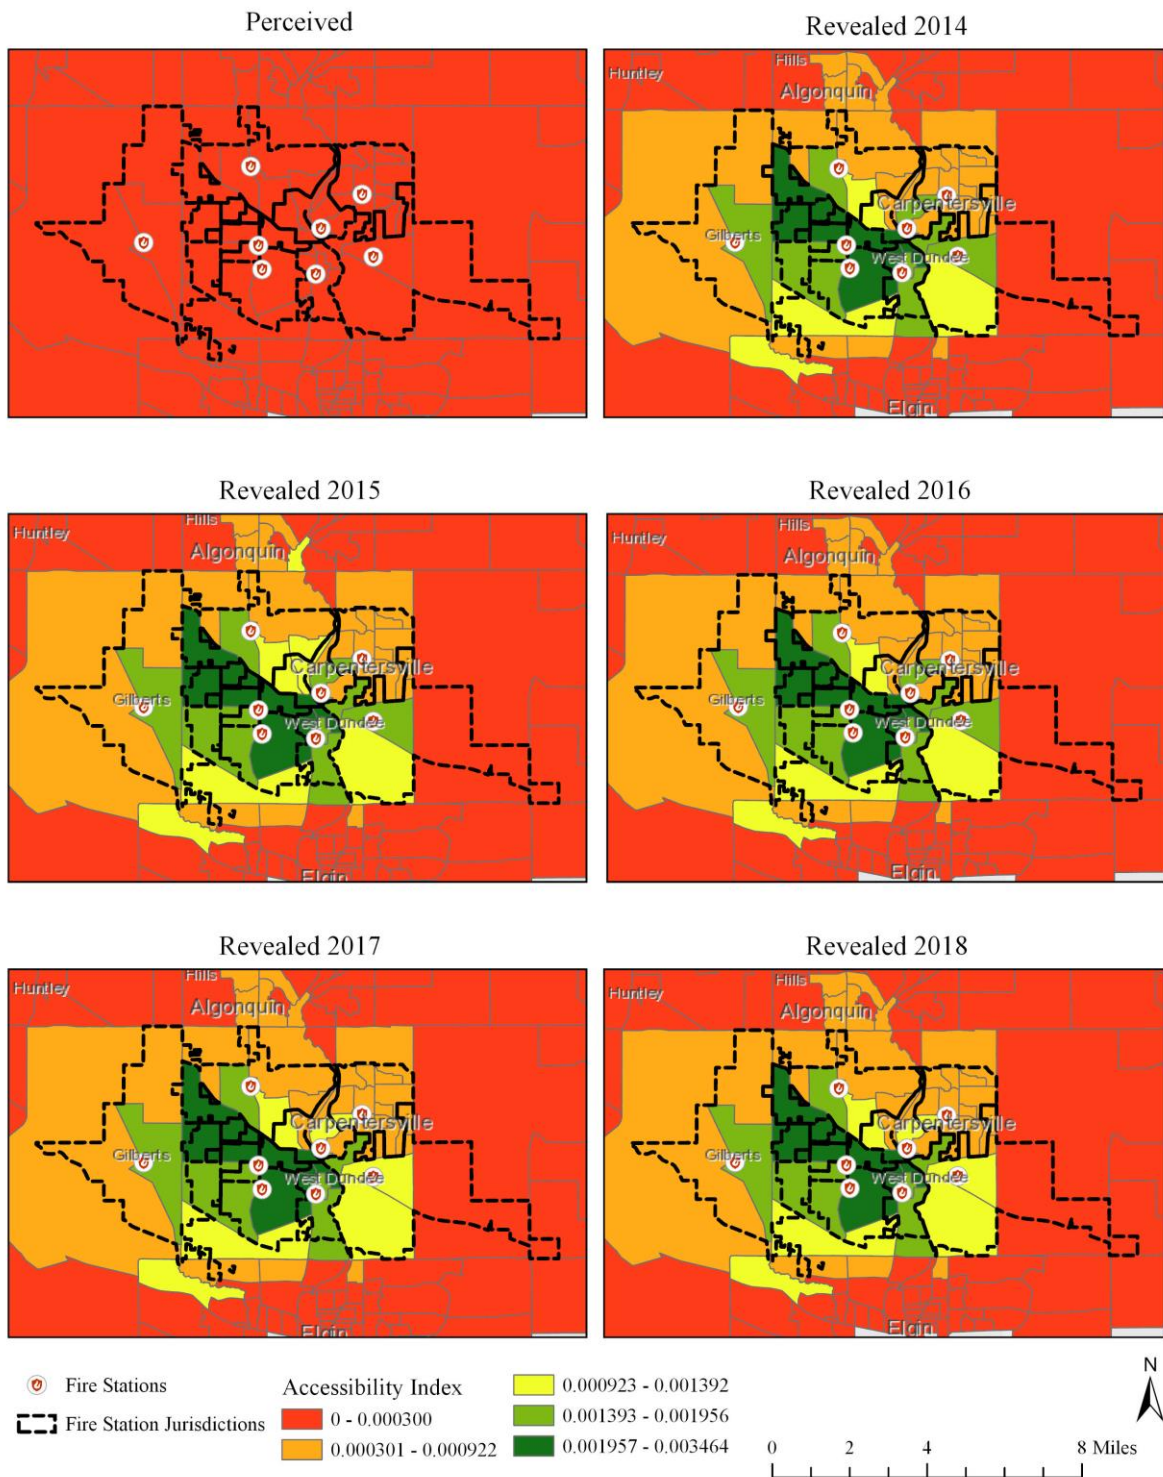 Perceived
Revealed 2014
Huntley
Hills
Algonquin
Carpentersville
Gilberts
West Dundee
Elgin
Revealed 2015
Revealed 2016
Huntley
Hills
Algonquin
Carpentersville
Gilberts
West Dundee
Elgin
Huntley
Hills
Algonquin
Carpentersville
Gilberts
West Dundee
Elgin
Revealed 2017
Revealed 2018
Huntley
Hills
Algonquin
Carpentersville
Gilberts
West Dundee
Elgin
Huntley
Hills
Algonquin
Carpentersville
Gilberts
West Dundee
Elgin
Fire Stations
Fire Station Jurisdictions
Accessibility Index
0 - 0.000300
0.000301 - 0.000922
0.000923 - 0.001392
0.001393 - 0.001956
0.001957 - 0.003464
N
0 2 4 8 Miles